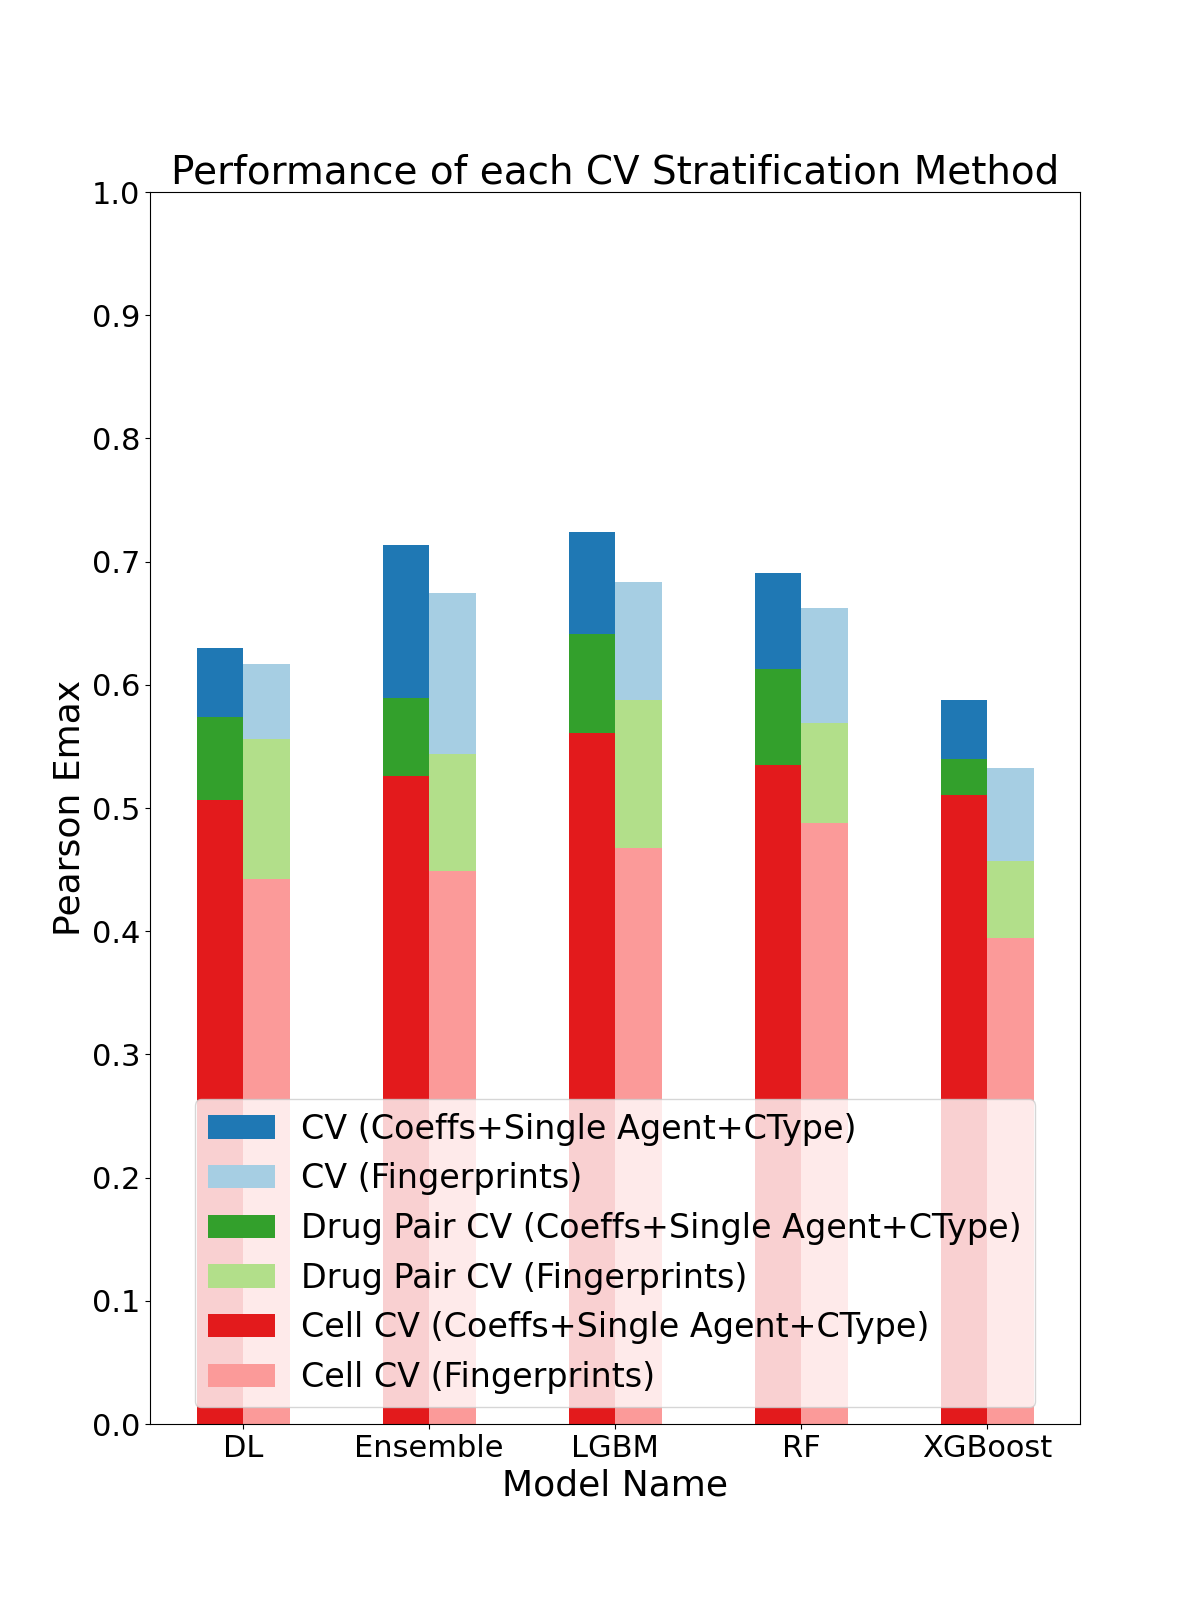 Performance of each CV Stratification Method
1.0
0.9
0.8
0.7
0.6
0.5
0.4
0.3
0.2
0.1
0.0
Pearson Emax
CV (Coeffs+Single Agent+CType)
CV (Fingerprints)
Drug Pair CV (Coeffs+Single Agent+CType)
Drug Pair CV (Fingerprints)
Cell CV (Coeffs+Single Agent+CType)
Cell CV (Fingerprints)
DL Ensemble LGBM RF XGBoost
Model Name